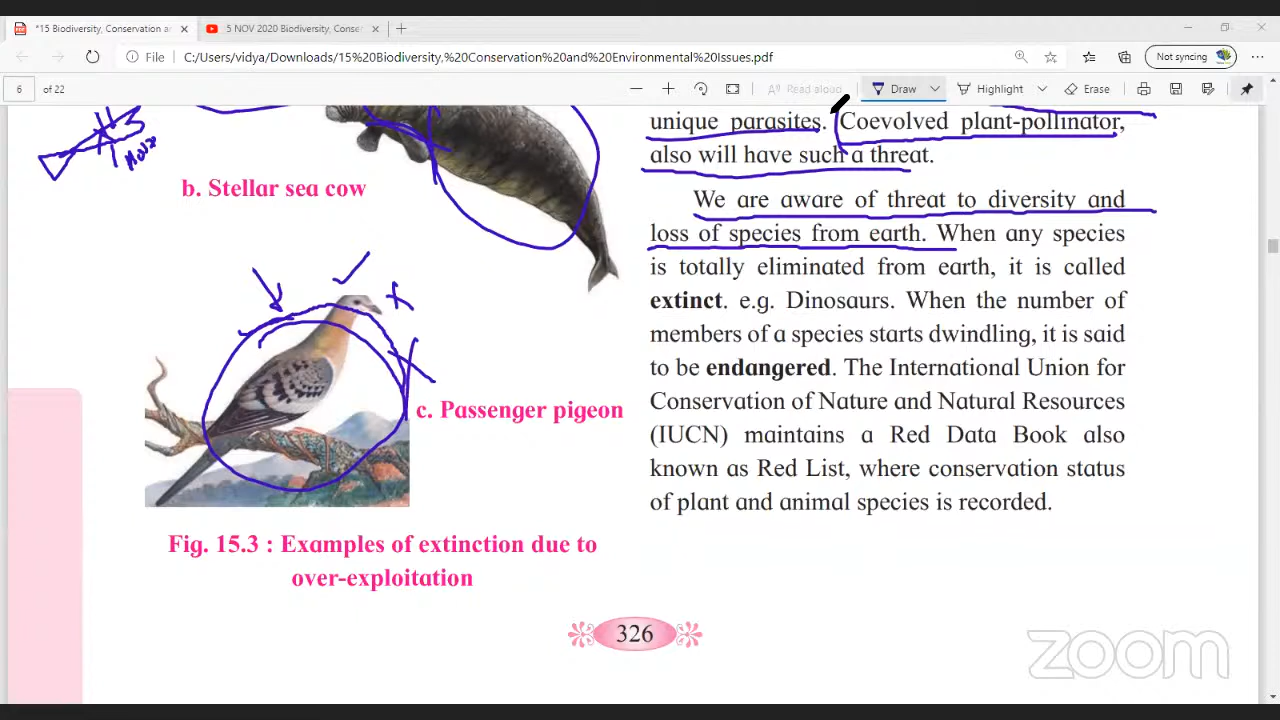 *15 Biodiversity, Conservation a
5 NOV 2020 Biodiversity, Conser
File C:/Users/vidya/Downloads/15%20Biodiversity,%20Conservation%20and%20Environmental%20Issues.pdf
Not syncing
6 of 22
Read aloud
Draw
Highlight
Erase
unique parasites. Coevolved plant-pollinator,
also will have such a threat.
b. Stellar sea cow
We are aware of threat to diversity and
loss of species from earth. When any species
is totally eliminated from earth, it is called
extinct. e.g. Dinosaurs. When the number of
members of a species starts dwindling, it is said
to be endangered. The International Union for
Conservation of Nature and Natural Resources
(IUCN) maintains a Red Data Book also
known as Red List, where conservation status
of plant and animal species is recorded.
c. Passenger pigeon
Fig. 15.3 : Examples of extinction due to
over-exploitation
326
zoom